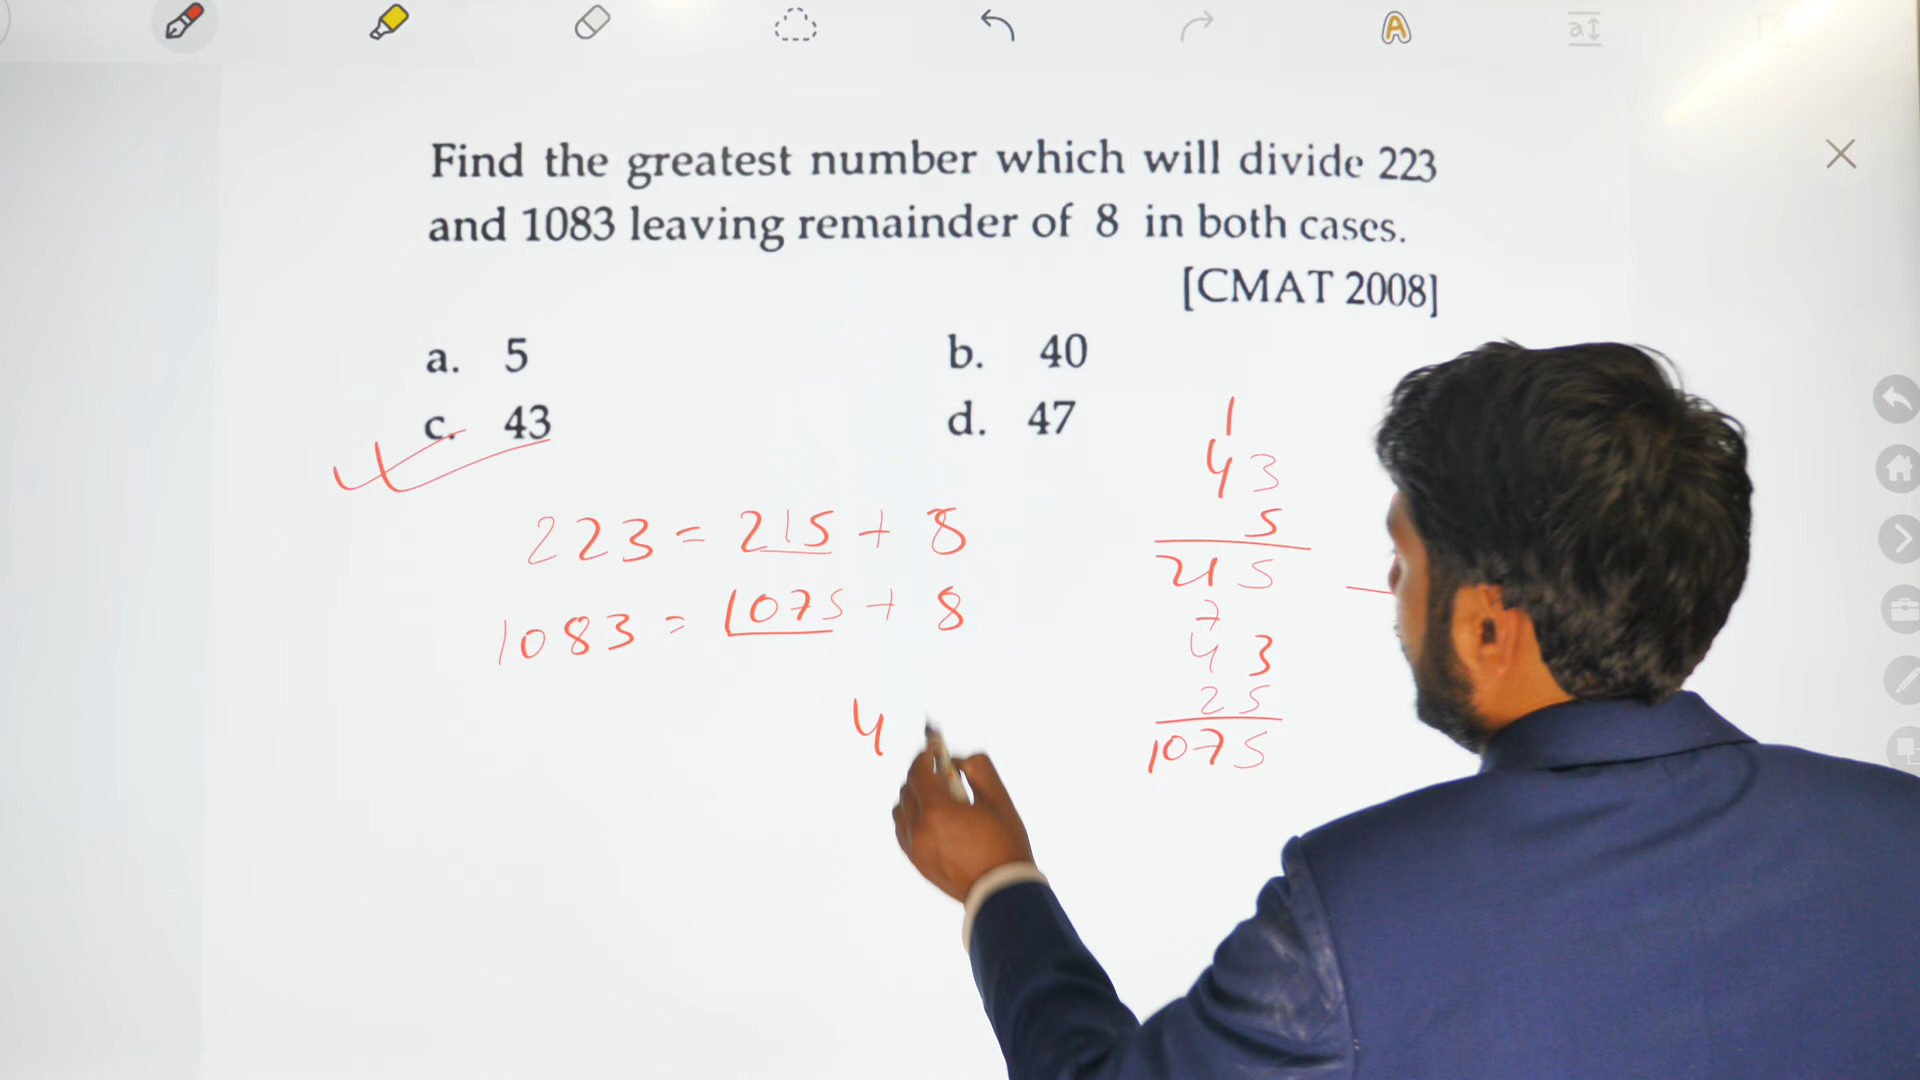 Find the greatest number which will divide 223
and 1083 leaving remainder of 8 in both cases.
[CMAT 2008]
a. 5
b. 40
c. 43
d. 47
223 = 215 + 8
1083 = 1075 + 8
4
1
43
5
215
7
43
25
1075